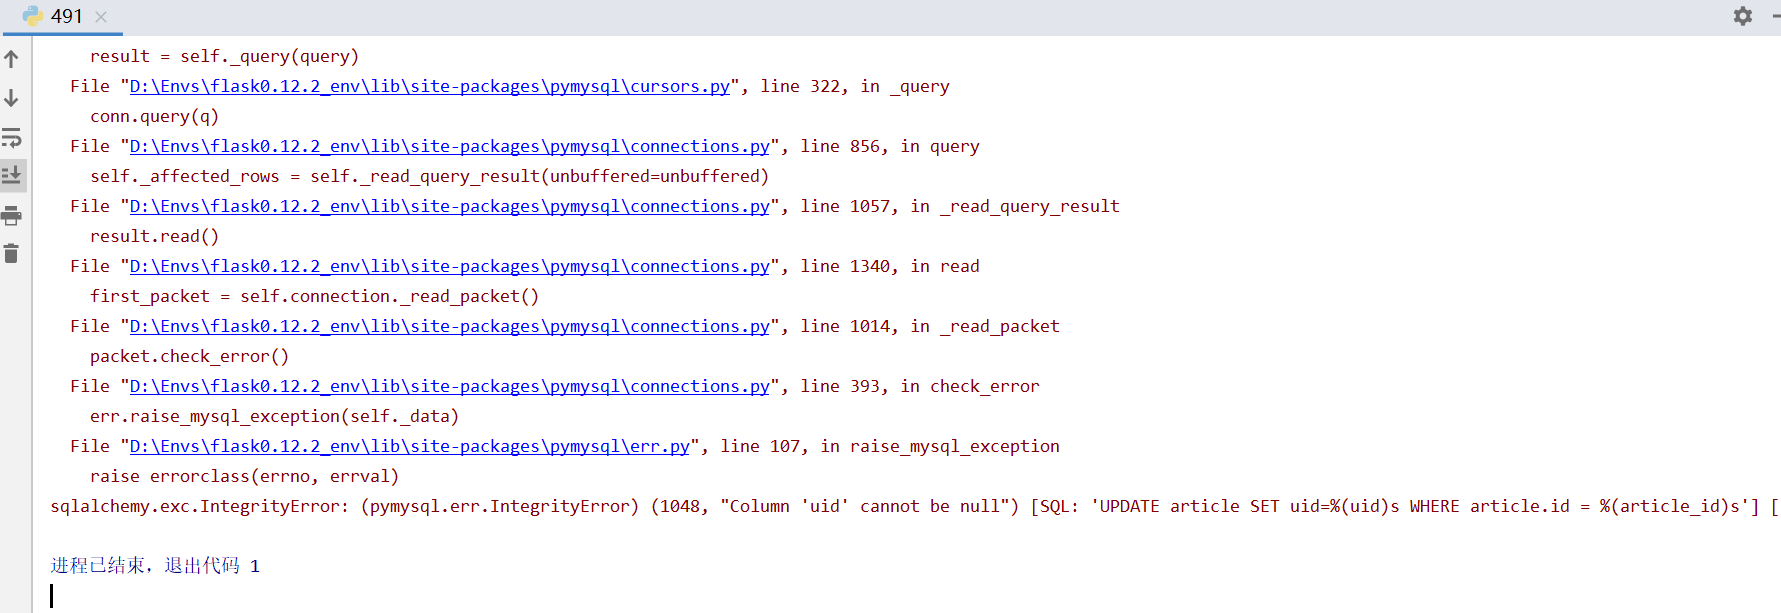 491
result = self._query(query)
File "D:\Envs\flask0.12.2_env\lib\site-packages\pymysql\cursors.py", line 322, in _query
conn.query(q)
File "D:\Envs\flask0.12.2_env\lib\site-packages\pymysql\connections.py", line 856, in query
self._affected_rows = self._read_query_result(unbuffered=unbuffered)
File "D:\Envs\flask0.12.2_env\lib\site-packages\pymysql\connections.py", line 1057, in _read_query_result
result.read()
File "D:\Envs\flask0.12.2_env\lib\site-packages\pymysql\connections.py", line 1340, in read
first_packet = self.connection._read_packet()
File "D:\Envs\flask0.12.2_env\lib\site-packages\pymysql\connections.py", line 1014, in _read_packet
packet.check_error()
File "D:\Envs\flask0.12.2_env\lib\site-packages\pymysql\connections.py", line 393, in check_error
err.raise_mysql_exception(self._data)
File "D:\Envs\flask0.12.2_env\lib\site-packages\pymysql\err.py", line 107, in raise_mysql_exception
raise errorclass(errno, errval)
sqlalchemy.exc.IntegrityError: (pymysql.err.IntegrityError) (1048, "Column 'uid' cannot be null") [SQL: 'UPDATE article SET uid=%(uid)s WHERE article.id = %(article_id)s'] [
进程已结束，退出代码 1